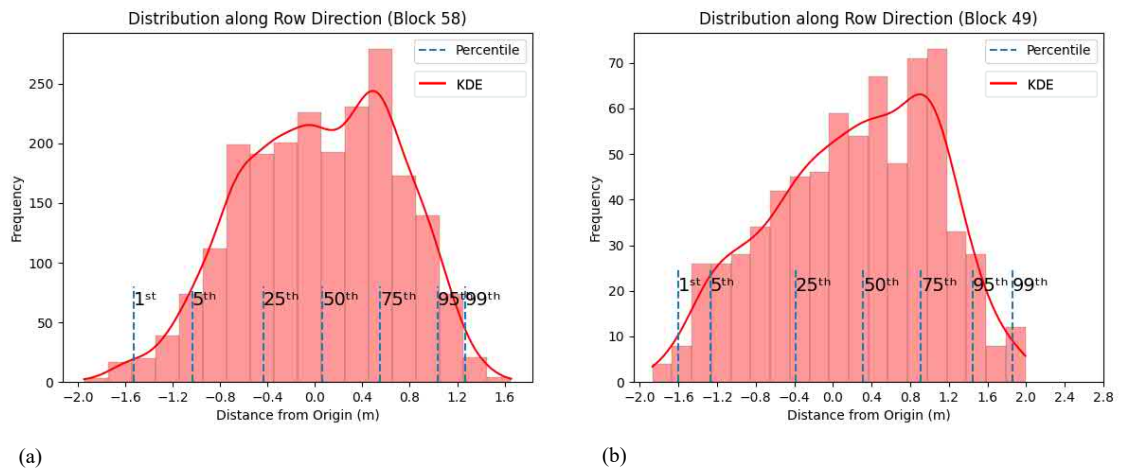 Distribution along Row Direction (Block 58)
Percentile
KDE
Frequency
250
200
150
100
50
0
1st 5th 25th 50th 75th 95th 99th
−2.0 −1.6 −1.2 −0.8 −0.4 0.0 0.4 0.8 1.2 1.6
Distance from Origin (m)
(a)
Distribution along Row Direction (Block 49)
Percentile
KDE
Frequency
70
60
50
40
30
20
10
0
1st 5th 25th 50th 75th 95th 99th
−2.0 −1.6 −1.2 −0.8 −0.4 0.0 0.4 0.8 1.2 1.6 2.0 2.4 2.8
Distance from Origin (m)
(b)